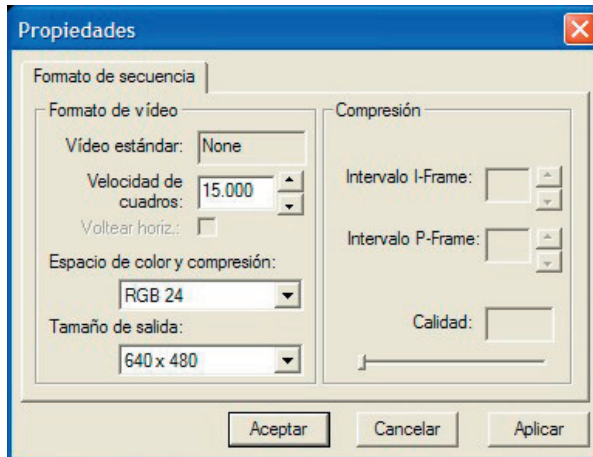 Propiedades
Formato de secuencia
Formato de vídeo
Vídeo estándar: None
Velocidad de
cuadros: 15.000
Voltear horiz.:
Espacio de color y compresión:
RGB 24
Tamaño de salida:
640 x 480
Compresión
Intervalo I-Frame:
Intervalo P-Frame:
Calidad:
Aceptar Cancelar Aplicar